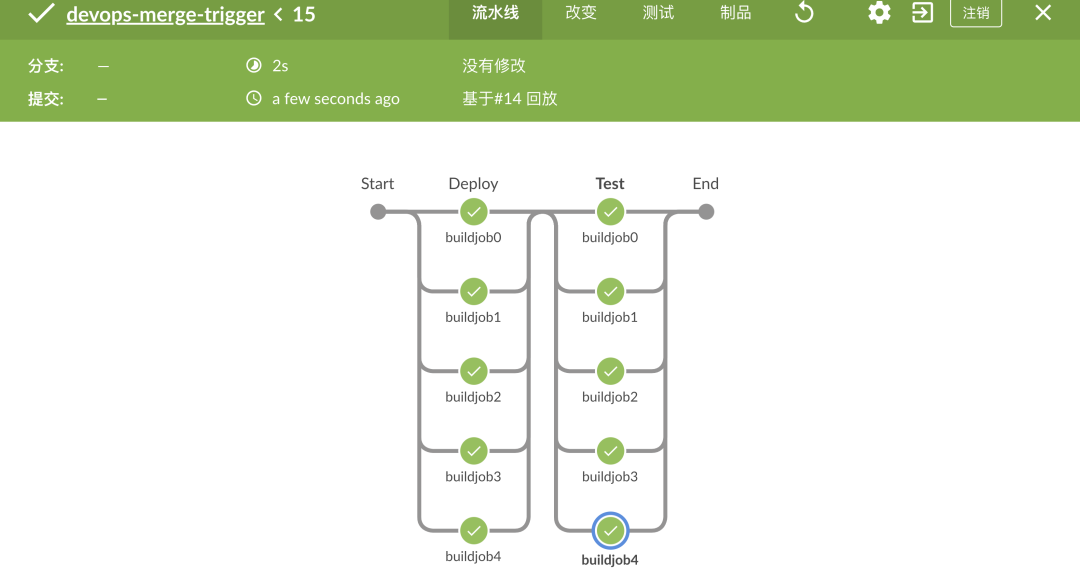 devops-merge-trigger < 15 流水线 改变 测试 制品 注销
分支: — 2s 没有修改
提交: — a few seconds ago 基于#14 回放
Start Deploy Test End
buildjob0 buildjob0
buildjob1 buildjob1
buildjob2 buildjob2
buildjob3 buildjob3
buildjob4 buildjob4